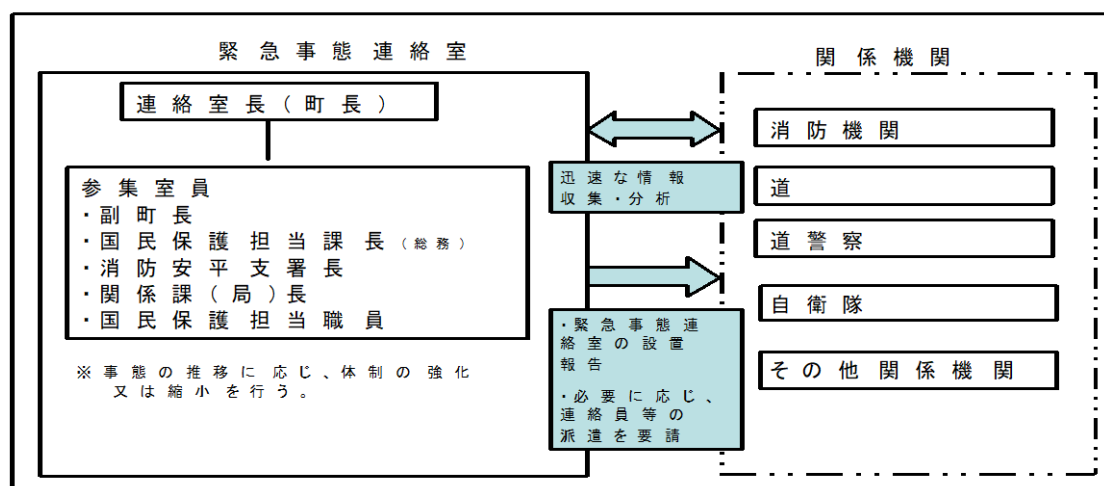 緊急事態連絡室
連絡室長(町長)
参集室員
・副町長
・国民保護担当課長(総務)
・消防安平支署長
・関係課(局)長
・国民保護担当職員
※事態の推移に応じ、体制の強化
又は縮小を行う。
迅速な情報
収集・分析
・緊急事態連
絡室の設置
報告
・必要に応じ、
連絡員等の
派遣を要請
関係機関
消防機関
道
道警察
自衛隊
その他関係機関